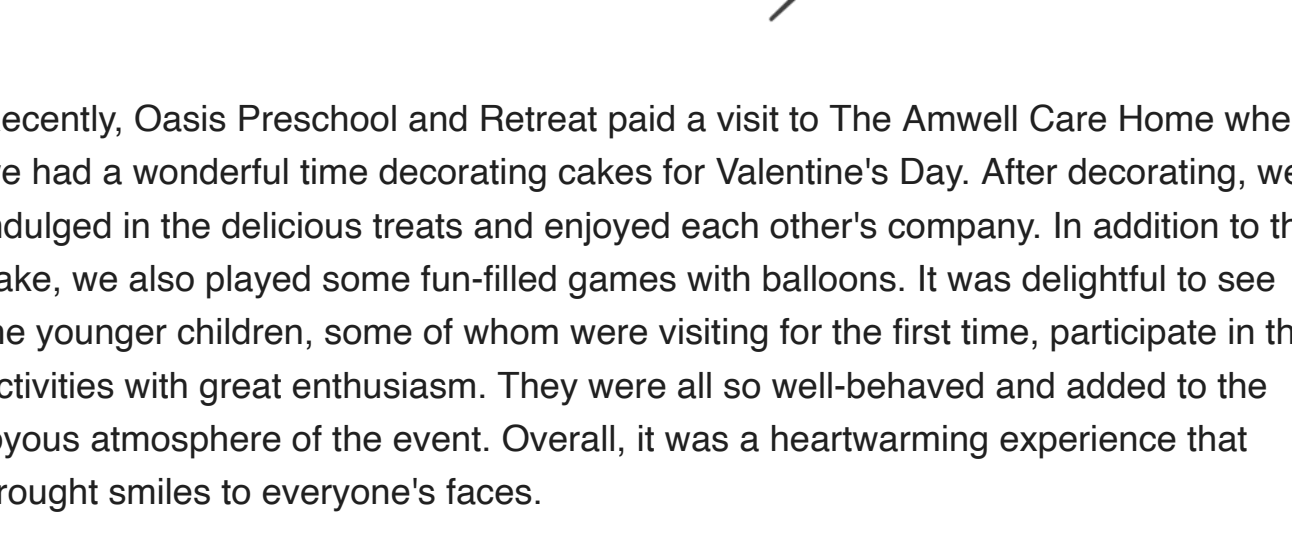 ecently, Oasis Preschool and Retreat paid a visit to The Amwell Care Home whe
e had a wonderful time decorating cakes for Valentine's Day. After decorating, we
ndulged in the delicious treats and enjoyed each other's company. In addition to th
ake, we also played some fun-filled games with balloons. It was delightful to see
he younger children, some of whom were visiting for the first time, participate in th
ctivities with great enthusiasm. They were all so well-behaved and added to the
oyous atmosphere of the event. Overall, it was a heartwarming experience that
rought smiles to everyone's faces.